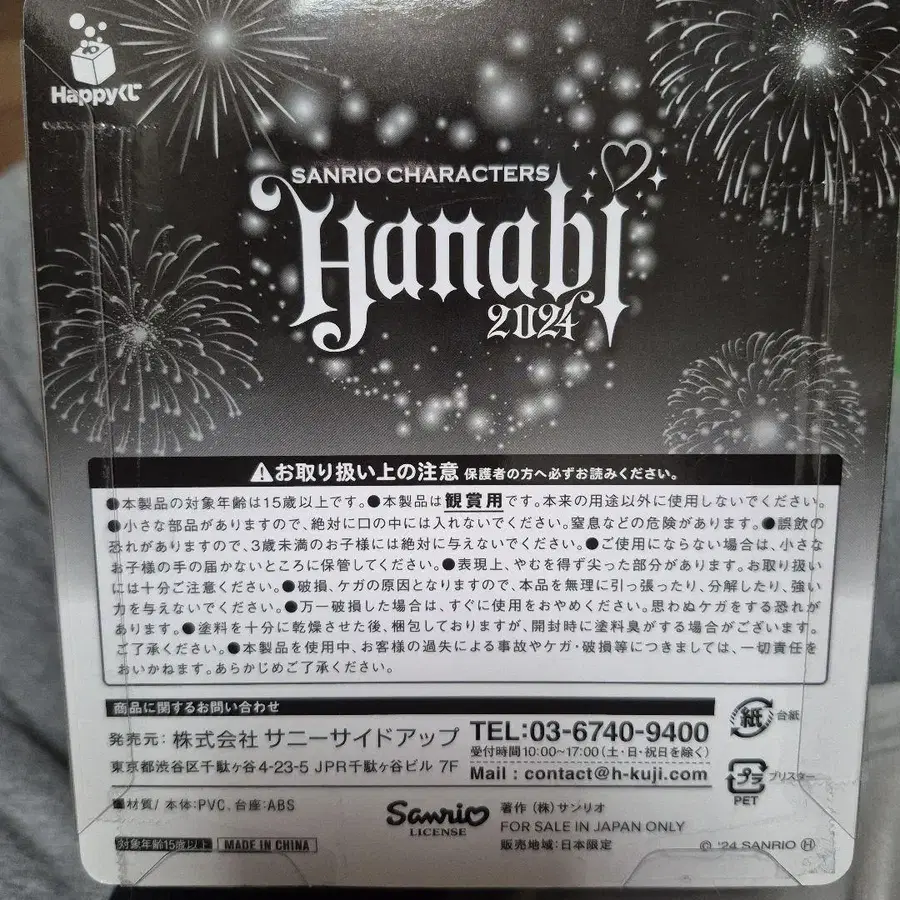 Happyくじ
SANRIO CHARACTERS
Hanabi
2024
⚠お取り扱い上の注意 保護者の方へ必ずお読みください。
●本製品の対象年齢は15歳以上です。●本製品は観賞用です。本来の用途以外に使用しないでください。
●小さな部品がありますので、絶対に口の中には入れないでください。窒息などの危険があります。●誤飲の
恐れがありますので、3歳未満のお子様には絶対に与えないでください。●ご使用にならない場合は、小さな
お子様の手の届かないところに保管してください。●表現上、やむを得ず尖った部分があります。お取り扱い
には十分ご注意ください。●破損、ケガの原因となりますので、本品を無理に引っ張ったり、分解したり、強い
力を与えないでください。●万一破損した場合は、すぐに使用をおやめください。思わぬケガをする恐れが
あります。●塗料を十分に乾燥させた後、梱包しておりますが、開封時に塗料臭がする場合がございます。
ご了承ください。●本製品を使用中、お客様の過失による事故やケガ・破損等につきましては、一切責任を
おいかねます。あらかじめご了承ください。
商品に関するお問い合わせ
発売元: 株式会社 サニーサイドアップ
東京都渋谷区千駄ヶ谷4-23-5 JPR千駄ヶ谷ビル 7F
TEL:03-6740-9400
受付時間10:00~17:00(土・日・祝日を除く)
Mail : contact@h-kuji.com
紙 台紙
プラ ブリスター
PET
■材質/ 本体:PVC、台座:ABS
対象年齢15歳以上 MADE IN CHINA
Sanrio
LICENSE
著作 (株)サンリオ
FOR SALE IN JAPAN ONLY
販売地域:日本限定
© '24 SANRIO Ⓗ